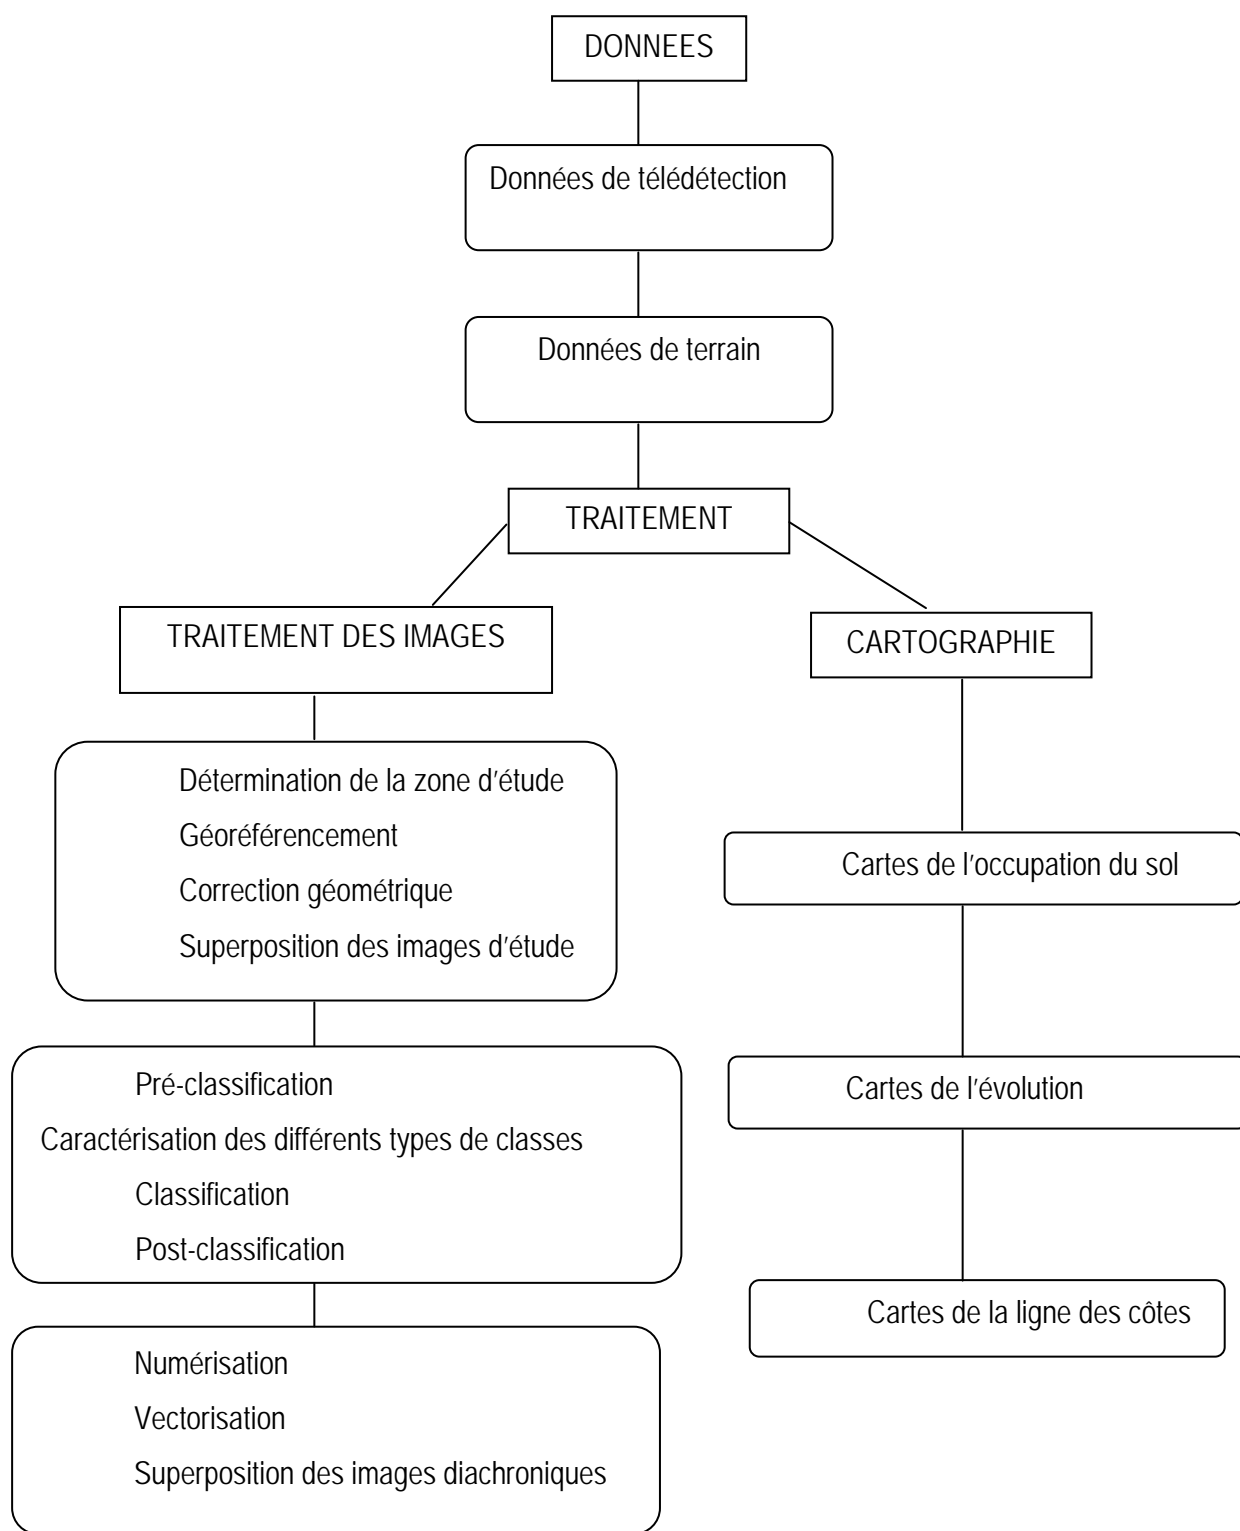 DONNEES
Données de télédétection
Données de terrain
TRAITEMENT
TRAITEMENT DES IMAGES
Détermination de la zone d'étude
Géoréférencement
Correction géométrique
Superposition des images d'étude
Pré-classification
Caractérisation des différents types de classes
Classification
Post-classification
Numérisation
Vectorisation
Superposition des images diachroniques
CARTOGRAPHIE
Cartes de l'occupation du sol
Cartes de l'évolution
Cartes de la ligne des côtes